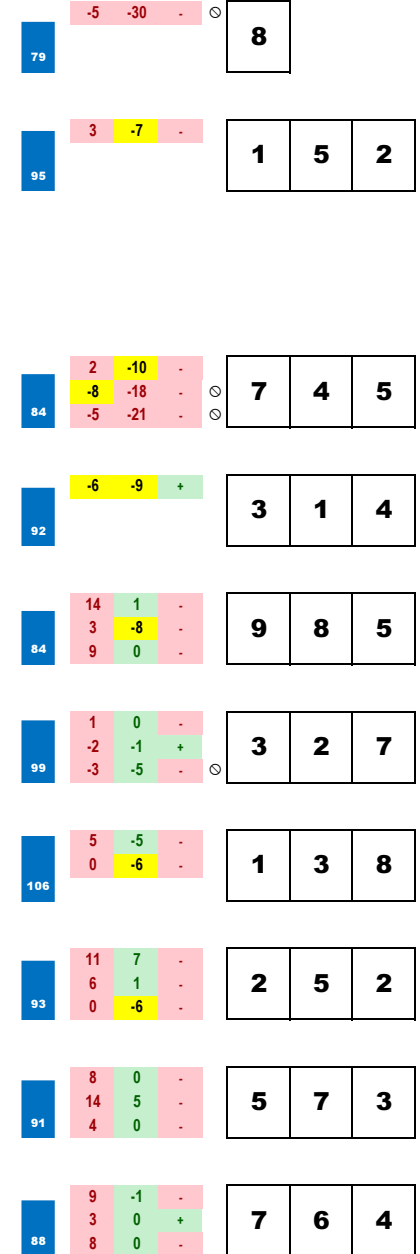 -5 -30 - ⦸ 8
79
3 -7 - 1 5 2
95
2 -10 -
-8 -18 - ⦸ 7 4 5
84 -5 -21 - ⦸
-6 -9 + 3 1 4
92
14 1 -
3 -8 - 9 8 5
84 9 0 -
1 0 -
-2 -1 + 3 2 7
99 -3 -5 - ⦸
5 -5 -
0 -6 - 1 3 8
106
11 7 -
6 1 - 2 5 2
93 0 -6 -
8 0 -
14 5 - 5 7 3
91 4 0 -
9 -1 -
3 0 + 7 6 4
88 8 0 -